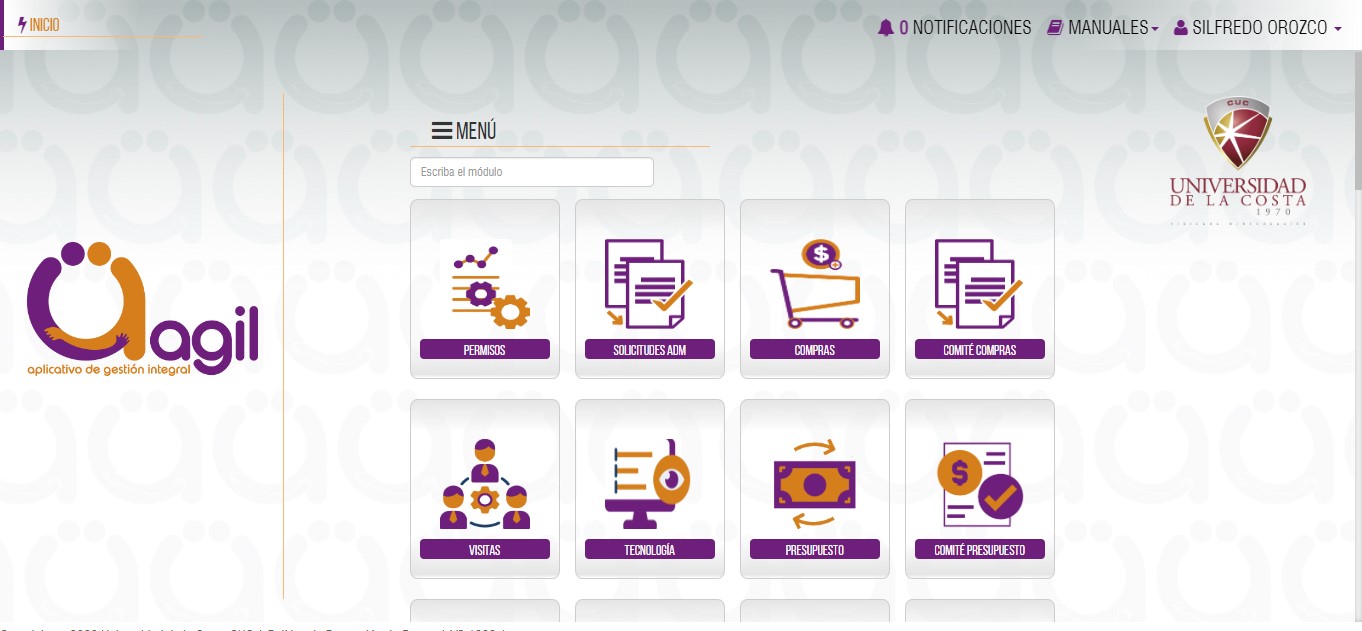 INICIO
0 NOTIFICACIONES
MANUALES
SILFREDO OROZCO
MENÚ
Escriba el módulo
CUC
UNIVERSIDAD
DE LA COSTA
1970
agil
aplicativo de gestión integral
PERMISOS
SOLICITUDES ADM
COMPRAS
COMITÉ COMPRAS
VISITAS
TECNOLOGÍA
PRESUPUESTO
COMITÉ PRESUPUESTO